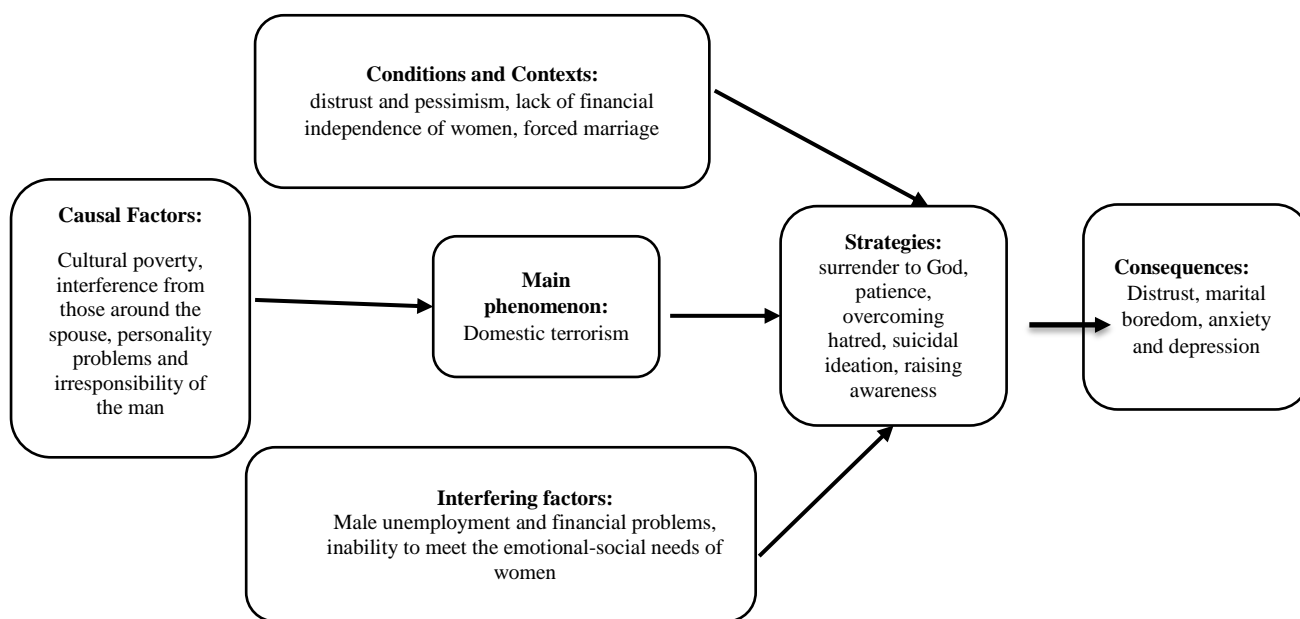 Conditions and Contexts:
distrust and pessimism, lack of financial
independence of women, forced marriage
Causal Factors:
Cultural poverty,
interference from
those around the
spouse, personality
problems and
irresponsibility of
the man
Main
phenomenon:
Domestic terrorism
Strategies:
surrender to God,
patience,
overcoming
hatred, suicidal
ideation, raising
awareness
Consequences:
Distrust, marital
boredom, anxiety
and depression
Interfering factors:
Male unemployment and financial problems,
inability to meet the emotional-social needs of
women